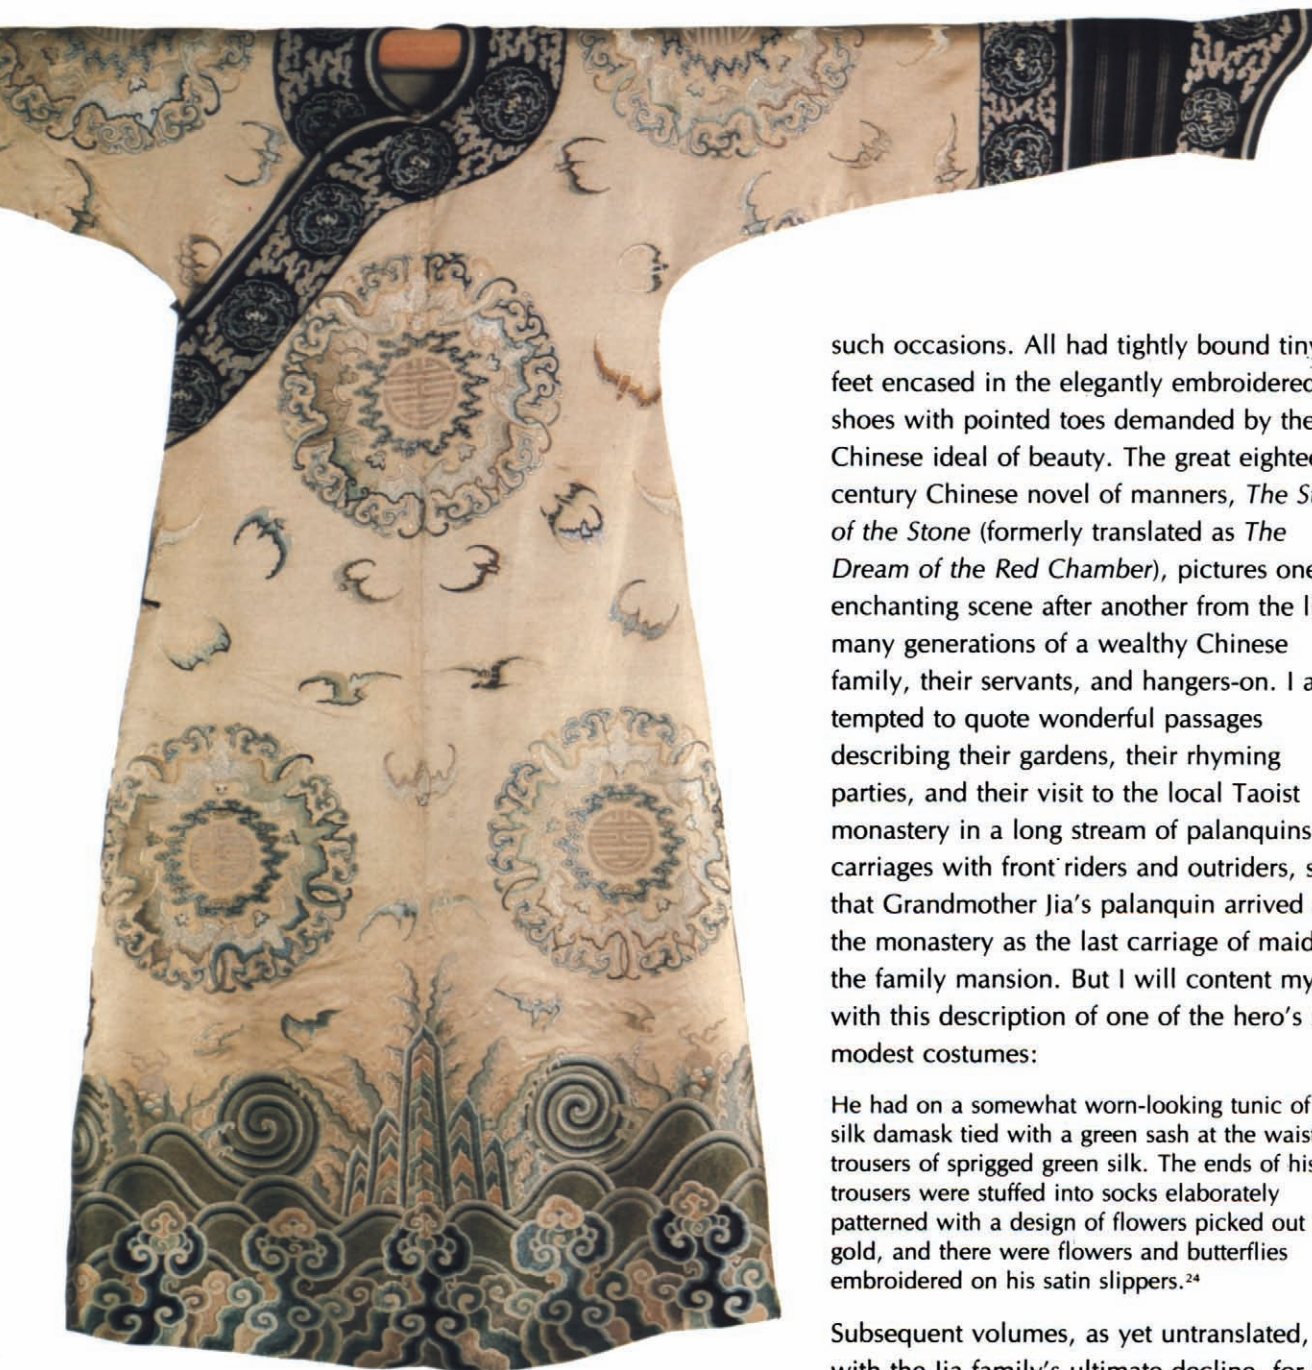 such occasions. All had tightly bound tiny
feet encased in the elegantly embroidered
shoes with pointed toes demanded by the
Chinese ideal of beauty. The great
century Chinese novel of manners, The
of the Stone (formerly translated as The
Dream of the Red Chamber), pictures one
enchanting scene after another from the
many generations of a wealthy Chinese
family, their servants, and hangers-on. I
tempted to quote wonderful passages
describing their gardens, their rhyming
parties, and their visit to the local Taoist
monastery in a long stream of palanquins
carriages with front riders and outriders,
that Grandmother Jia's palanquin arrived
the monastery as the last carriage of
the family mansion. But I will content
with this description of one of the hero's
modest costumes:
He had on a somewhat worn-looking tunic of
silk damask tied with a green sash at the
trousers of sprigged green silk. The ends of his
trousers were stuffed into socks elaborately
patterned with a design of flowers picked out
gold, and there were flowers and butterflies
embroidered on his satin slippers.²⁴
Subsequent volumes, as yet untranslated,
with the Jia family's ultimate decline, for